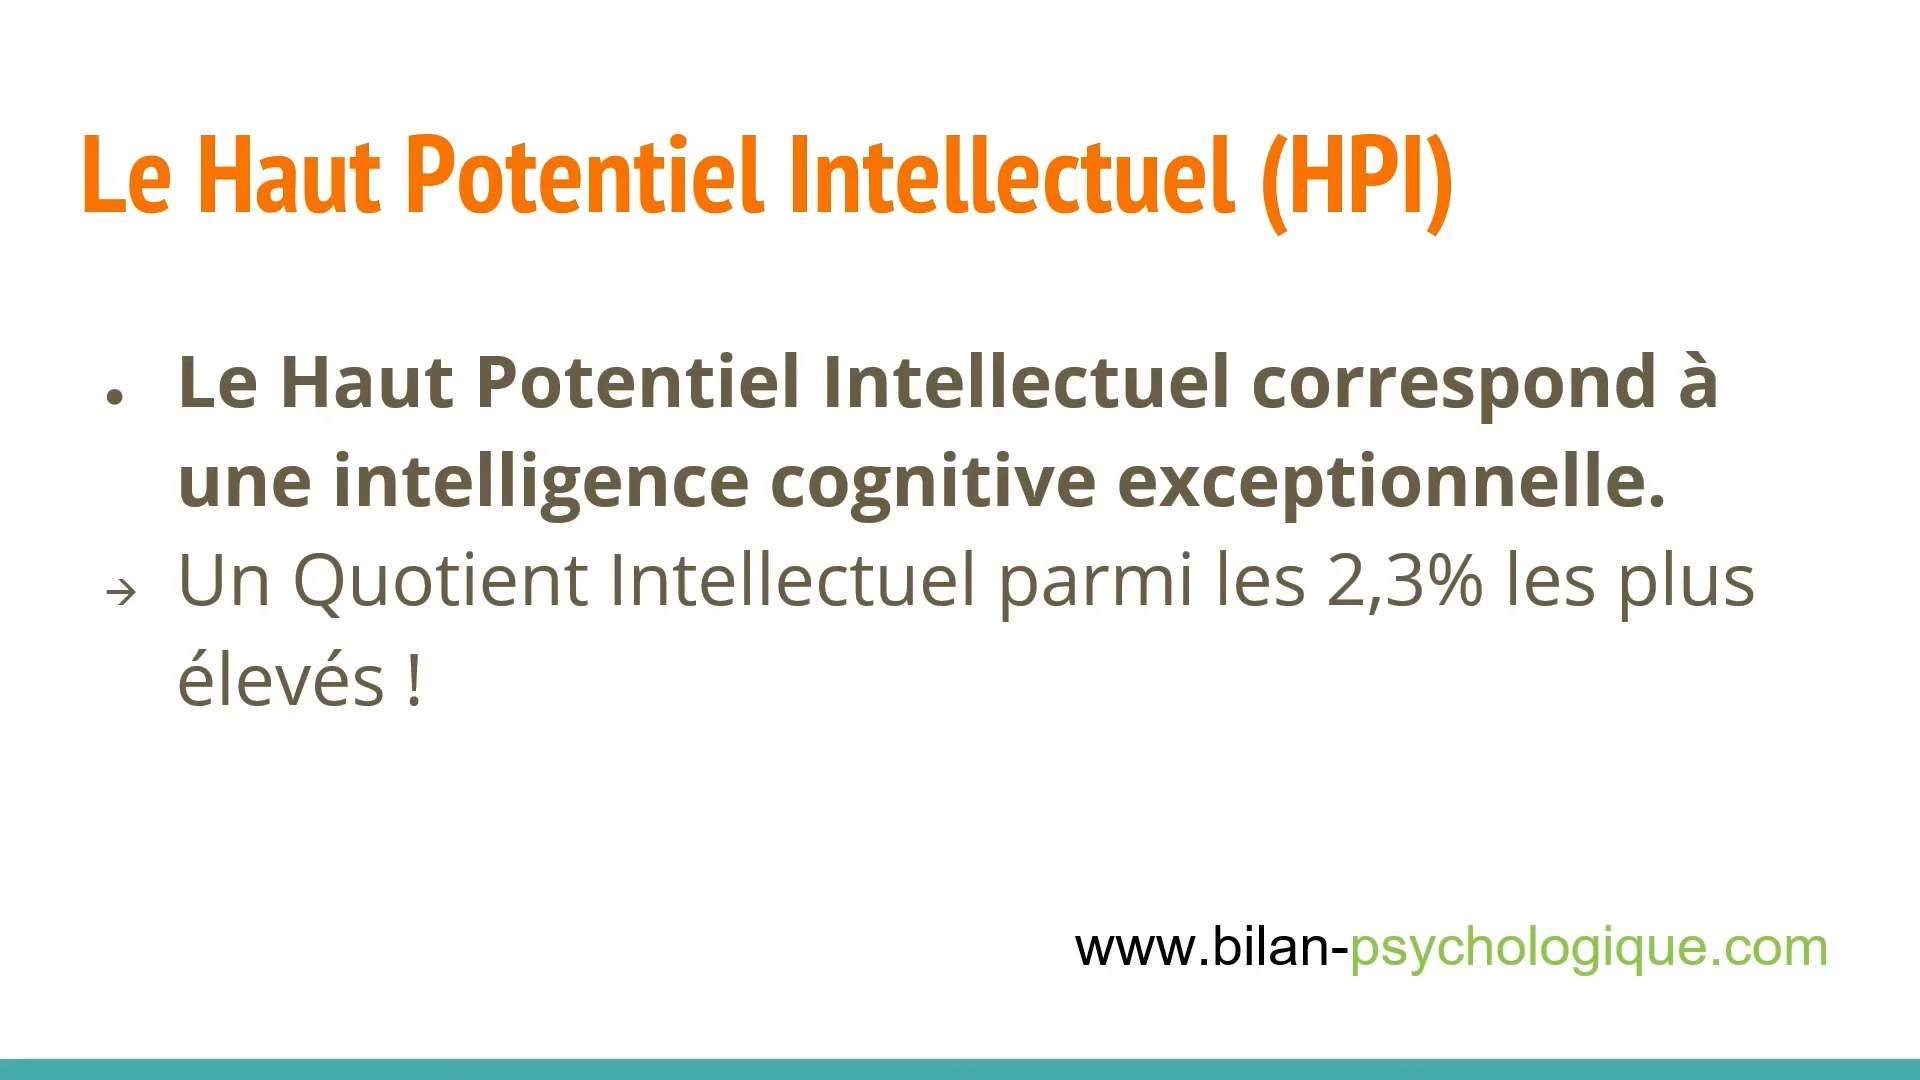 Le Haut Potentiel Intellectuel (HPI)
• Le Haut Potentiel Intellectuel correspond à
une intelligence cognitive exceptionnelle.
→ Un Quotient Intellectuel parmi les 2,3% les plus
élevés !
www.bilan-psychologique.com